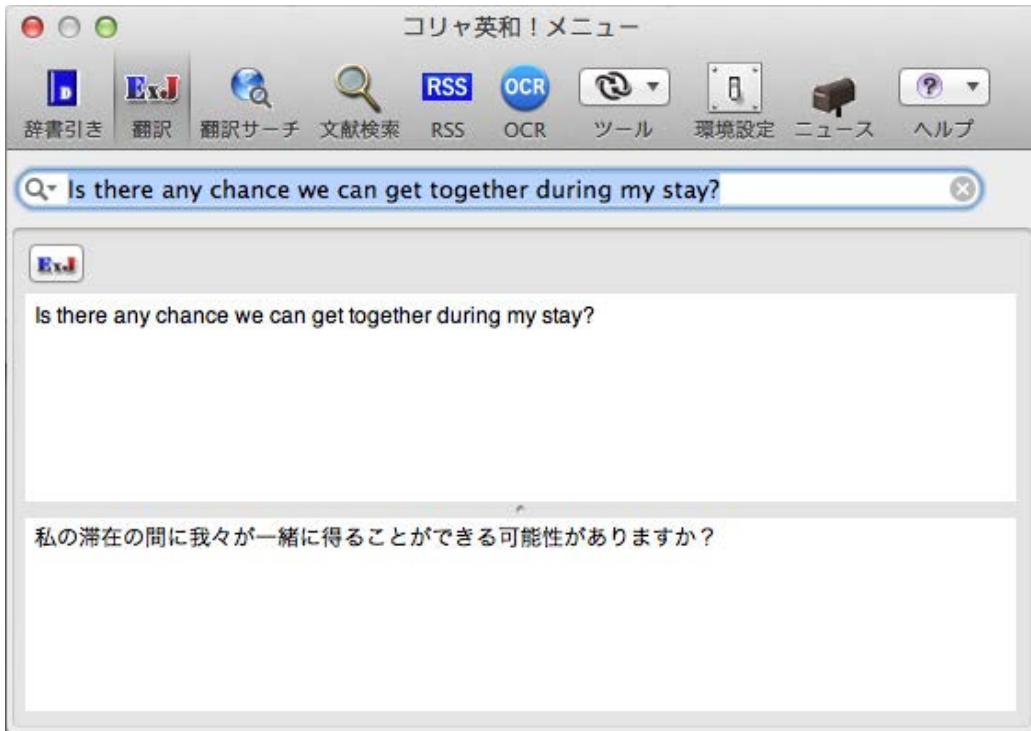 コリャ英和！メニュー
D ExJ RSS OCR ?
辞書引き 翻訳 翻訳サーチ 文献検索 RSS OCR ツール 環境設定 ニュース ヘルプ
Is there any chance we can get together during my stay?
ExJ
Is there any chance we can get together during my stay?
私の滞在の間に我々が一緒に得ることができる可能性がありますか？